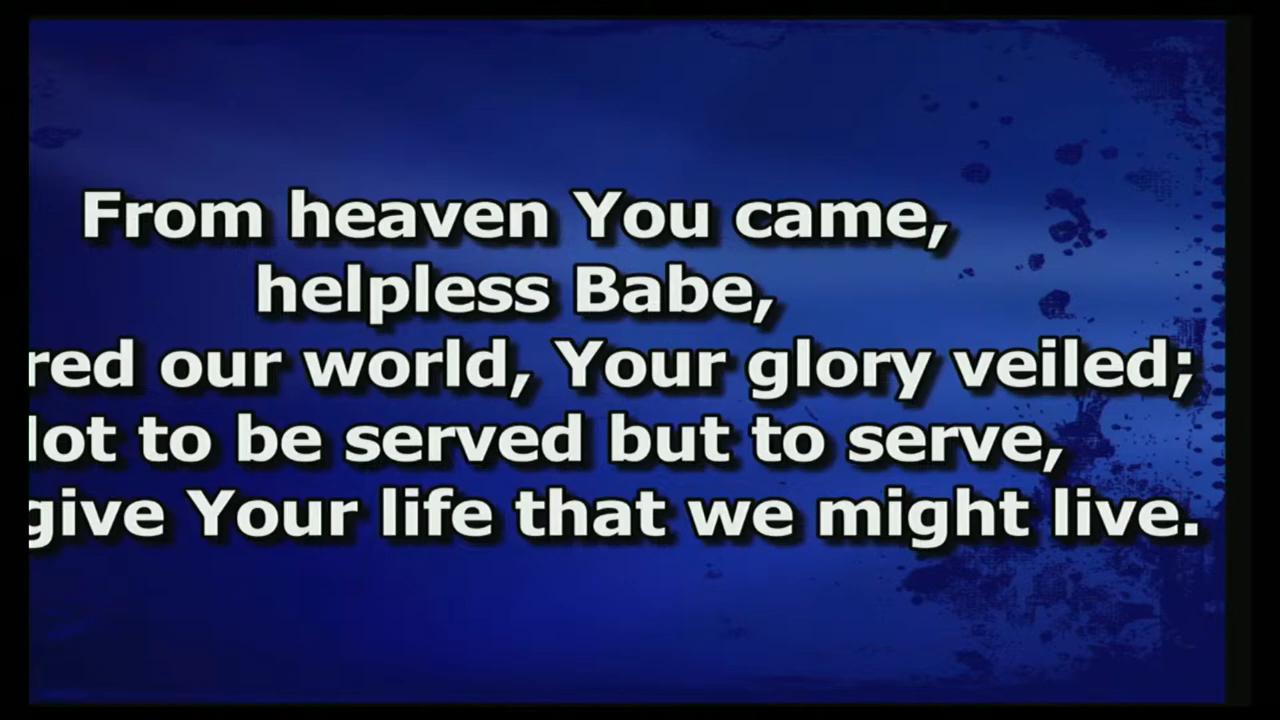 From heaven You came,
helpless Babe,
red our world, Your glory veiled;
ot to be served but to serve,
give Your life that we might live.